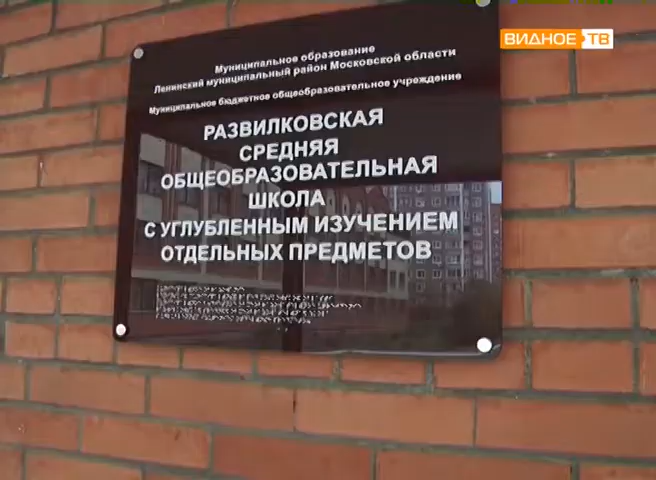 ВИДНОЕ ТВ
Муниципальное образование
Ленинский муниципальный район Московской области
Муниципальное бюджетное общеобразовательное учреждение
РАЗВИЛКОВСКАЯ
СРЕДНЯЯ
ОБЩЕОБРАЗОВАТЕЛЬНАЯ
ШКОЛА
С УГЛУБЛЕННЫМ ИЗУЧЕНИЕМ
ОТДЕЛЬНЫХ ПРЕДМЕТОВ